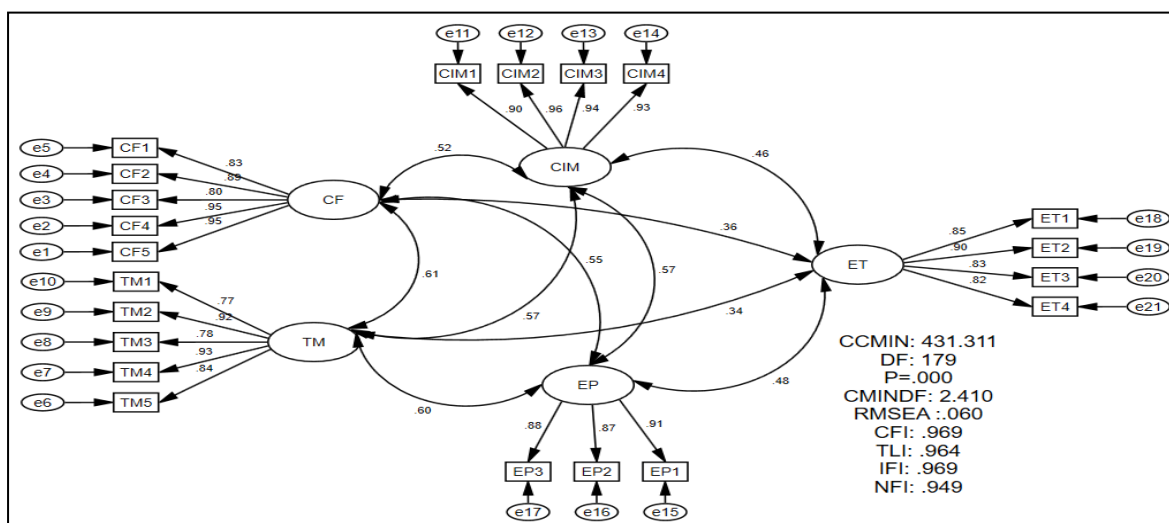 e11 e12 e13 e14
CIM1 CIM2 CIM3 CIM4
.90 .96 .94 .93
CIM
e5 CF1 .83
e4 CF2 .89
e3 CF3 .80
e2 CF4 .95
e1 CF5 .95
CF
.52
.46
.36
.55
.57
.61
.57
.34
.60
.48
e10 TM1 .77
e9 TM2 .92
e8 TM3 .78
e7 TM4 .93
e6 TM5 .84
TM
ET
.85 ET1 e18
.90 ET2 e19
.83 ET3 e20
.82 ET4 e21
EP
.88 .87 .91
EP3 EP2 EP1
e17 e16 e15
CCMIN: 431.311
DF: 179
P=.000
CMINDF: 2.410
RMSEA :.060
CFI: .969
TLI: .964
IFI: .969
NFI: .949